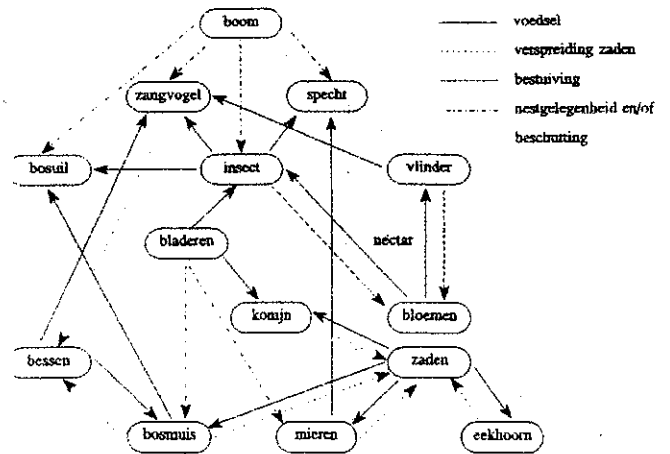 boom
voedsel
verspreiding zaden
bestuiving
nestgelegenheid en/of
beschutting
zangvogel
specht
bosuil
insect
vlinder
bladeren
nectar
konijn
bloemen
bessen
zaden
bosmuis
mieren
eekhoorn